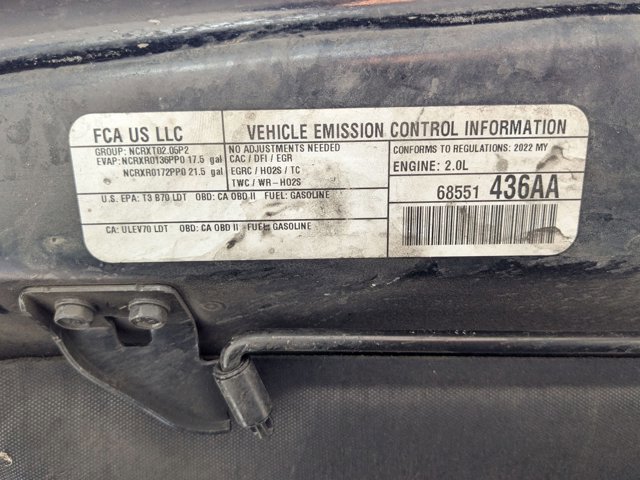 FCA US LLC
VEHICLE EMISSION CONTROL INFORMATION
GROUP: NCRXT02.05P2
EVAP: NCRXR0136PP0 17.5 gal
NCRXR0172PP0 21.5 gal
NO ADJUSTMENTS NEEDED
CAC / DFI / EGR
EGRC / HO2S / TC
TWC / WR-HO2S
CONFORMS TO REGULATIONS: 2022 MY
ENGINE: 2.0L
U.S. EPA: T3 B70 LDT OBD: CA OBD II FUEL: GASOLINE
68551 436AA
CA: ULEV70 LDT OBD: CA OBD II FUEL: GASOLINE